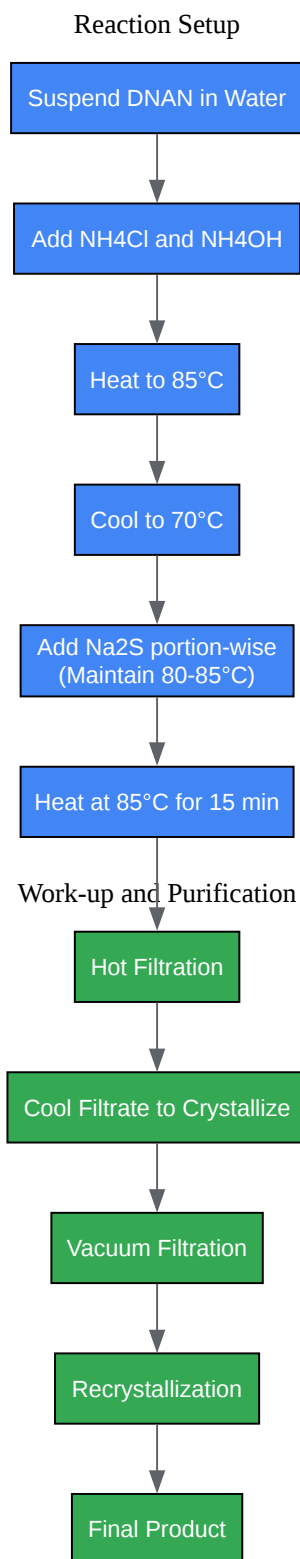 Reaction Setup
Suspend DNAN in Water
Add NH4Cl and NH4OH
Heat to 85°C
Cool to 70°C
Add Na2S portion-wise
(Maintain 80-85°C)
Heat at 85°C for 15 min
Work-up and Purification
Hot Filtration
Cool Filtrate to Crystallize
Vacuum Filtration
Recrystallization
Final Product